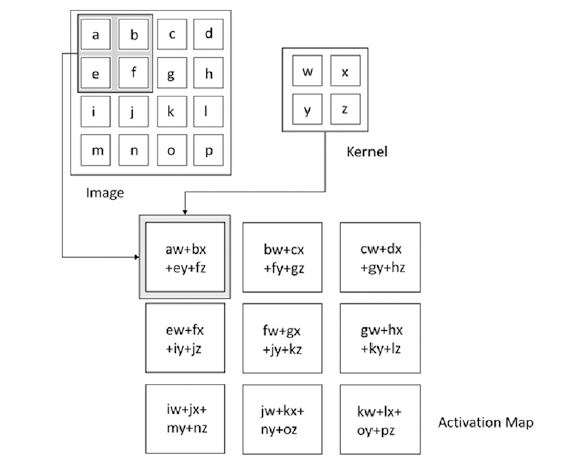 a b c d
e f g h
i j k l
m n o p
Image
w x
y z
Kernel
aw+bx
+ey+fz
bw+cx
+fy+gz
cw+dx
+gy+hz
ew+fx
+iy+jz
fw+gx
+jy+kz
gw+hx
+ky+lz
iw+jx+
my+nz
jw+kx+
ny+oz
kw+lx+
oy+pz
Activation Map